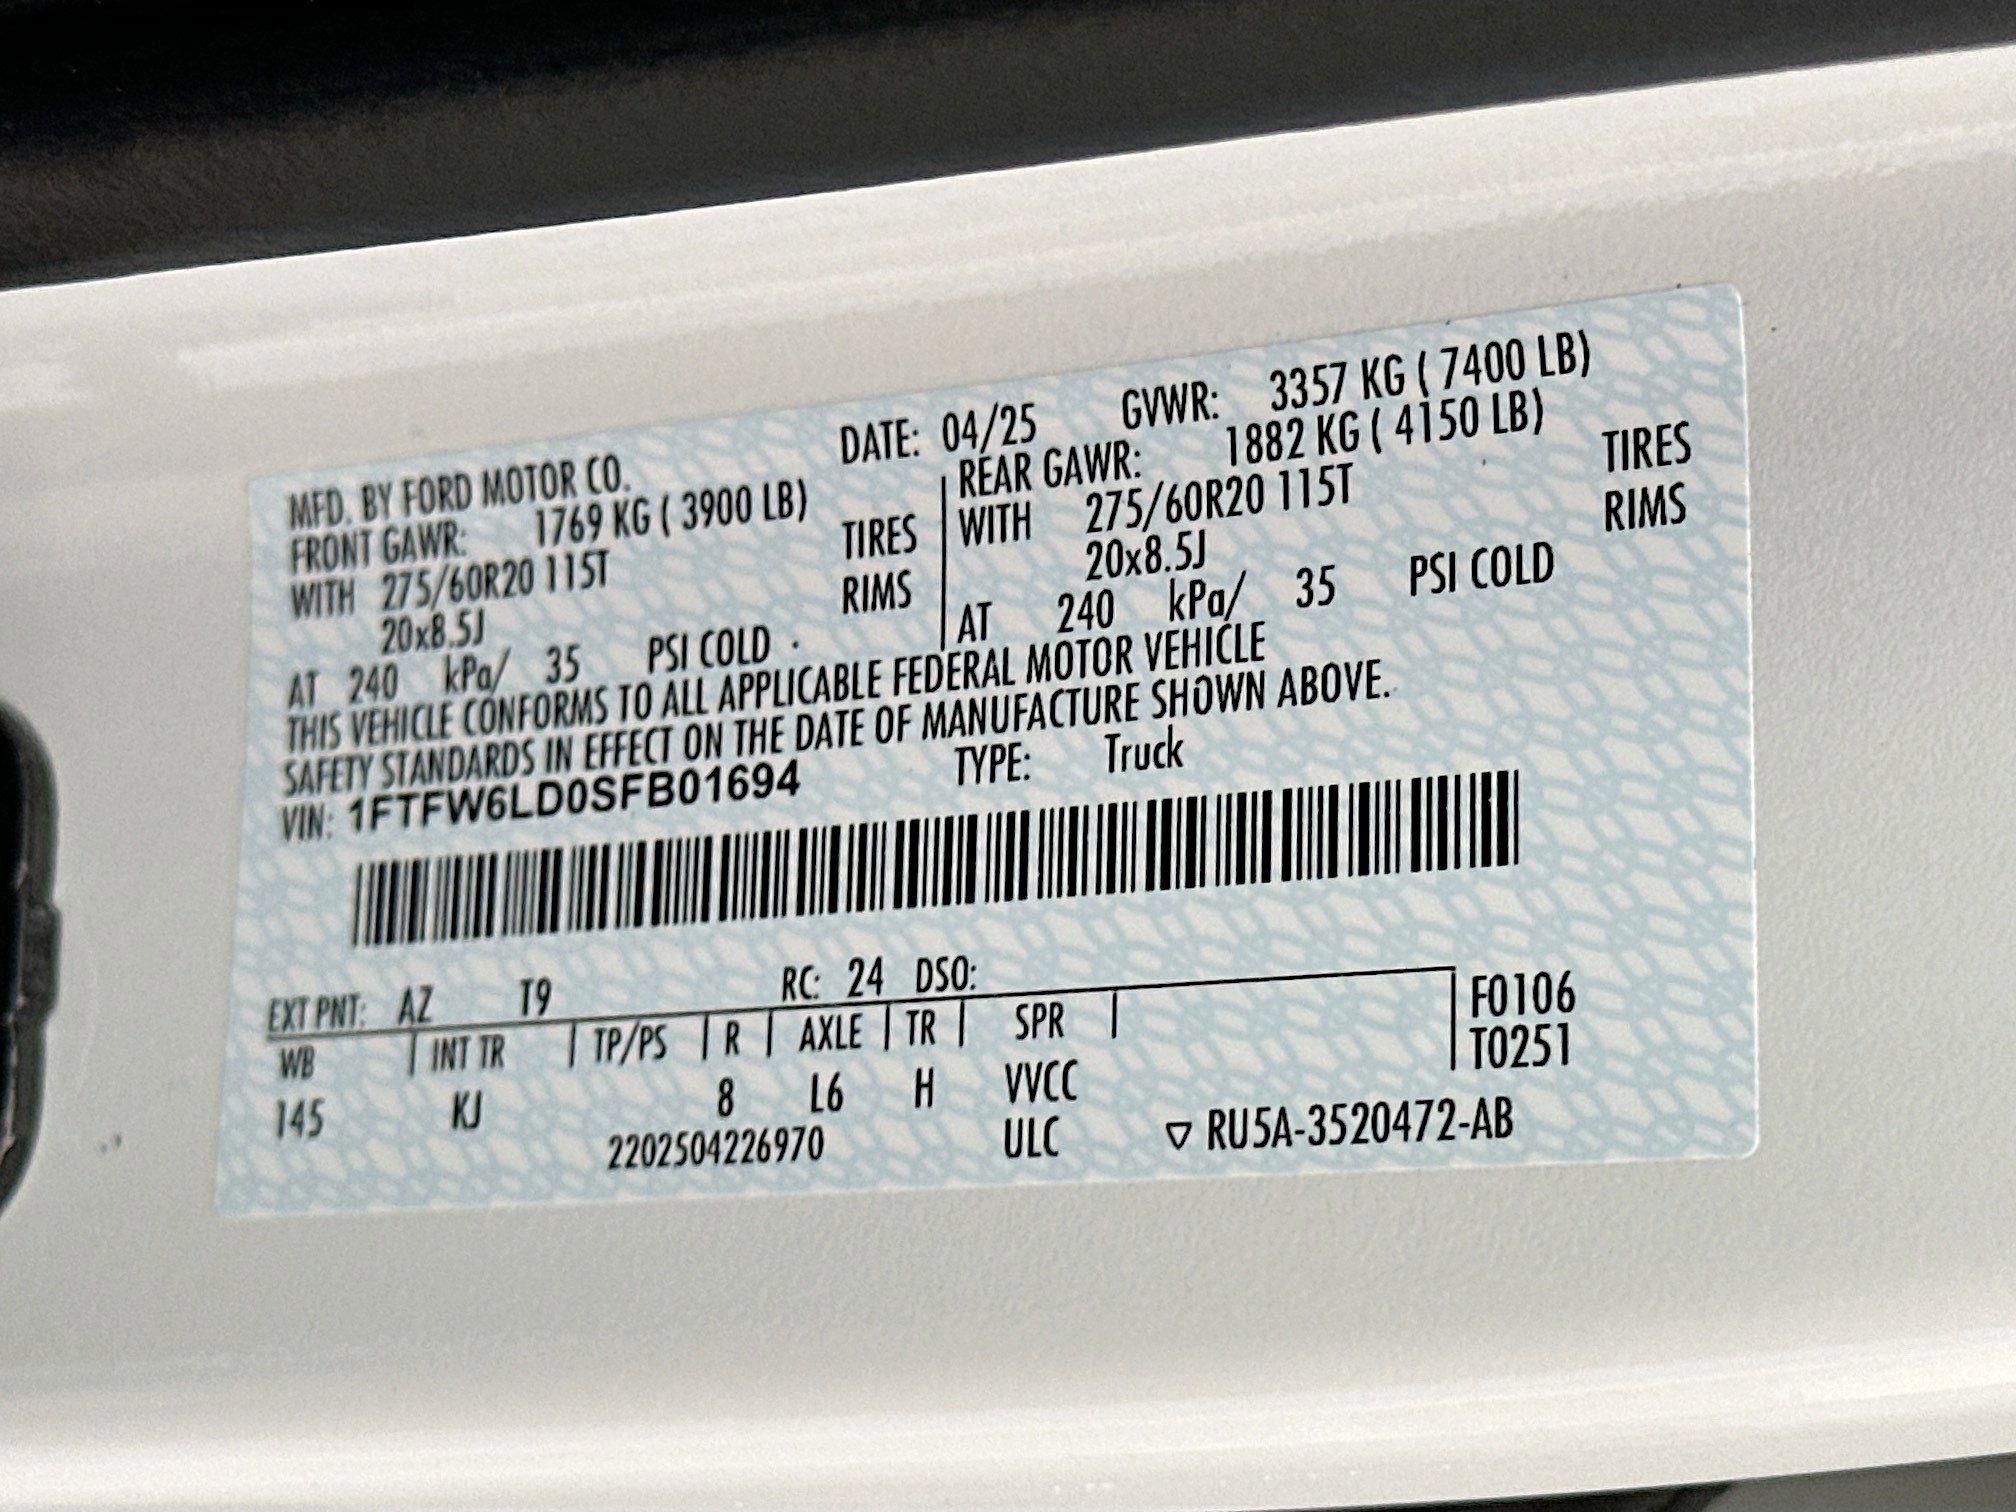 MFD. BY FORD MOTOR CO. DATE: 04/25 GVWR: 3357 KG ( 7400 LB)
FRONT GAWR: 1769 KG ( 3900 LB) REAR GAWR: 1882 KG ( 4150 LB)
WITH 275/60R20 115T TIRES WITH 275/60R20 115T TIRES
20x8.5J RIMS 20x8.5J RIMS
AT 240 kPa/ 35 PSI COLD AT 240 kPa/ 35 PSI COLD
THIS VEHICLE CONFORMS TO ALL APPLICABLE FEDERAL MOTOR VEHICLE
SAFETY STANDARDS IN EFFECT ON THE DATE OF MANUFACTURE SHOWN ABOVE.
VIN: 1FTFW6LD0SFB01694 TYPE: Truck
EXT PNT: AZ T9 RC: 24 DSO: F0106
WB INT TR TP/PS R AXLE TR SPR T0251
145 KJ 8 L6 H VVCC
2202504226970 ULC ▽ RU5A-3520472-AB